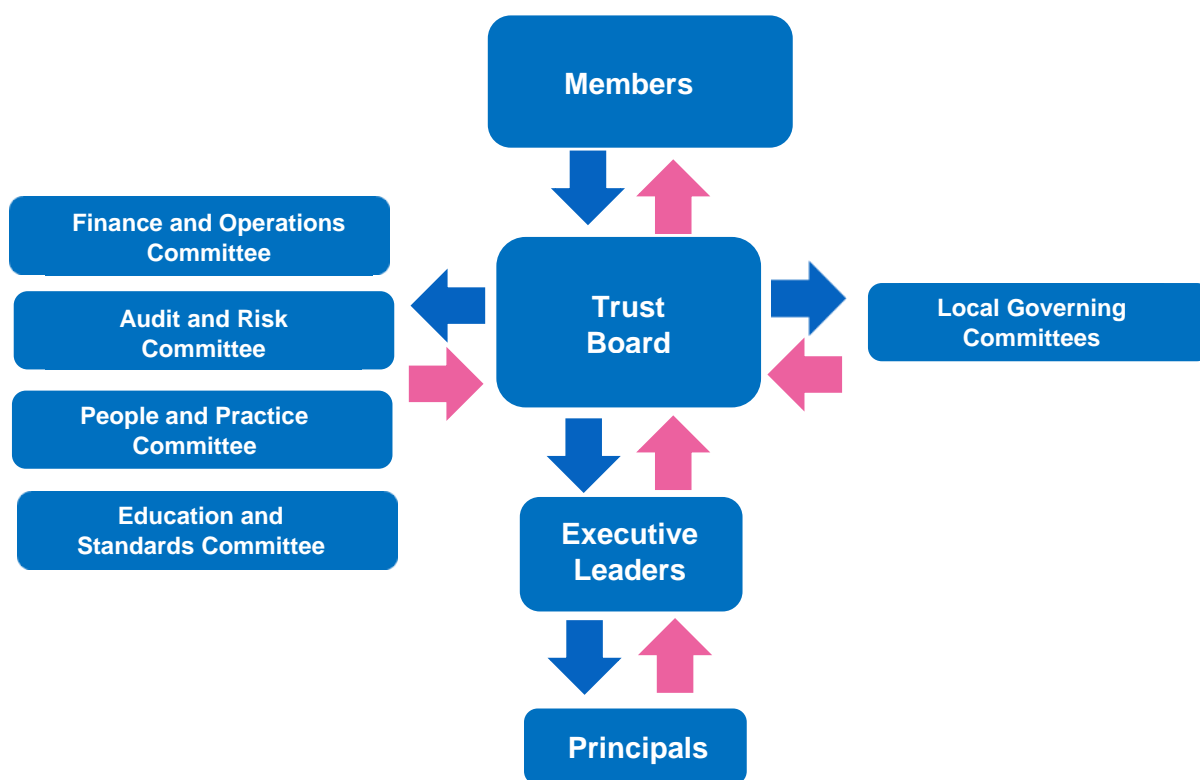 Members
Finance and Operations
Committee
Audit and Risk
Committee
People and Practice
Committee
Education and
Standards Committee
Trust
Board
Local Governing
Committees
Executive
Leaders
Principals